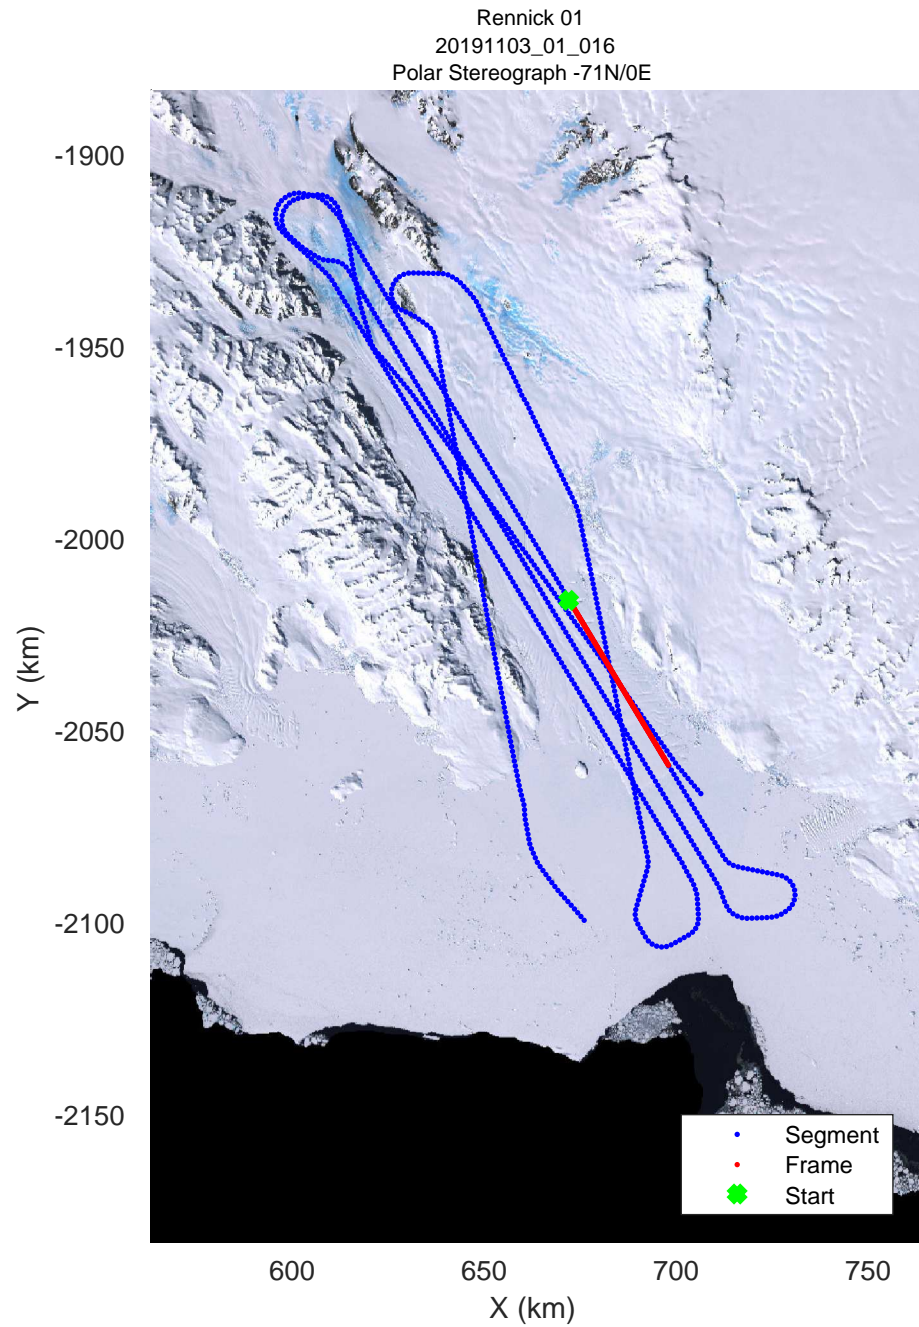 Rennick 01
20191103_01_016
Polar Stereograph -71N/0E
-1900
-1950
-2000
-2050
-2100
-2150
Y (km)
600
650
700
750
X (km)
Segment
Frame
Start